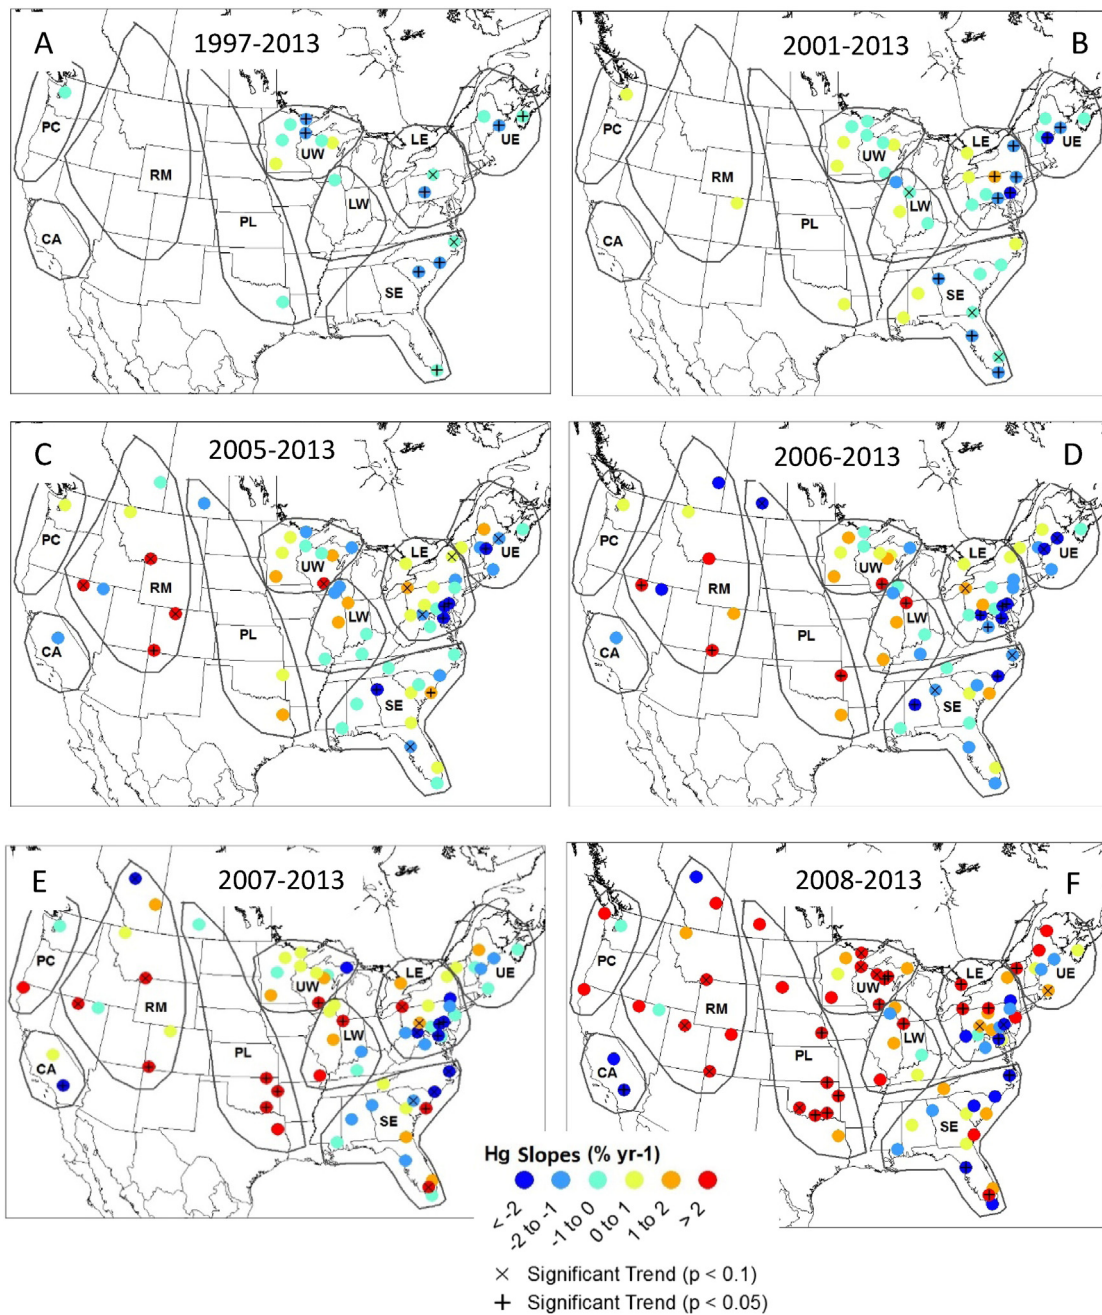 A 1997-2013
PC
RM
CA
PL
UW
LW
LE
UE
SE
2001-2013 B
PC
RM
CA
PL
UW
LW
LE
UE
SE
C 2005-2013
PC
RM
CA
PL
UW
LW
LE
UE
SE
2006-2013 D
PC
RM
CA
PL
UW
LW
LE
UE
SE
E 2007-2013
PC
RM
CA
PL
UW
LW
LE
UE
SE
2008-2013 F
PC
RM
CA
PL
UW
LW
LE
UE
SE
Hg Slopes (% yr-1)
< -2 -2 to -1 -1 to 0 0 to 1 1 to 2 > 2
× Significant Trend (p < 0.1)
+ Significant Trend (p < 0.05)